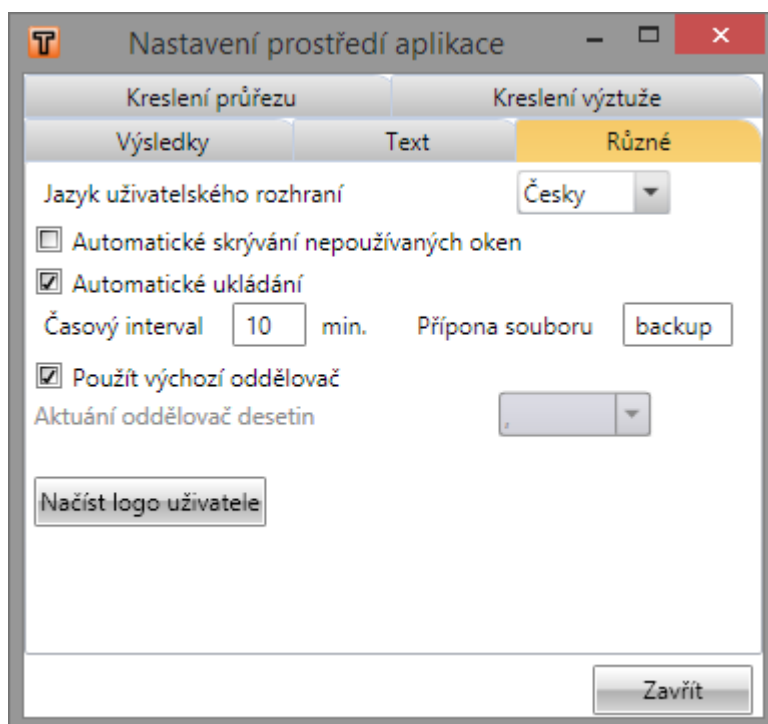 T Nastavení prostředí aplikace
Kreslení průřezu Kreslení výztuže
Výsledky Text Různé
Jazyk uživatelského rozhraní Česky
Automatické skrývání nepoužívaných oken
Automatické ukládání
Časový interval 10 min. Přípona souboru backup
Použít výchozí oddělovač
Aktuání oddělovač desetin ,
Načíst logo uživatele
Zavřít